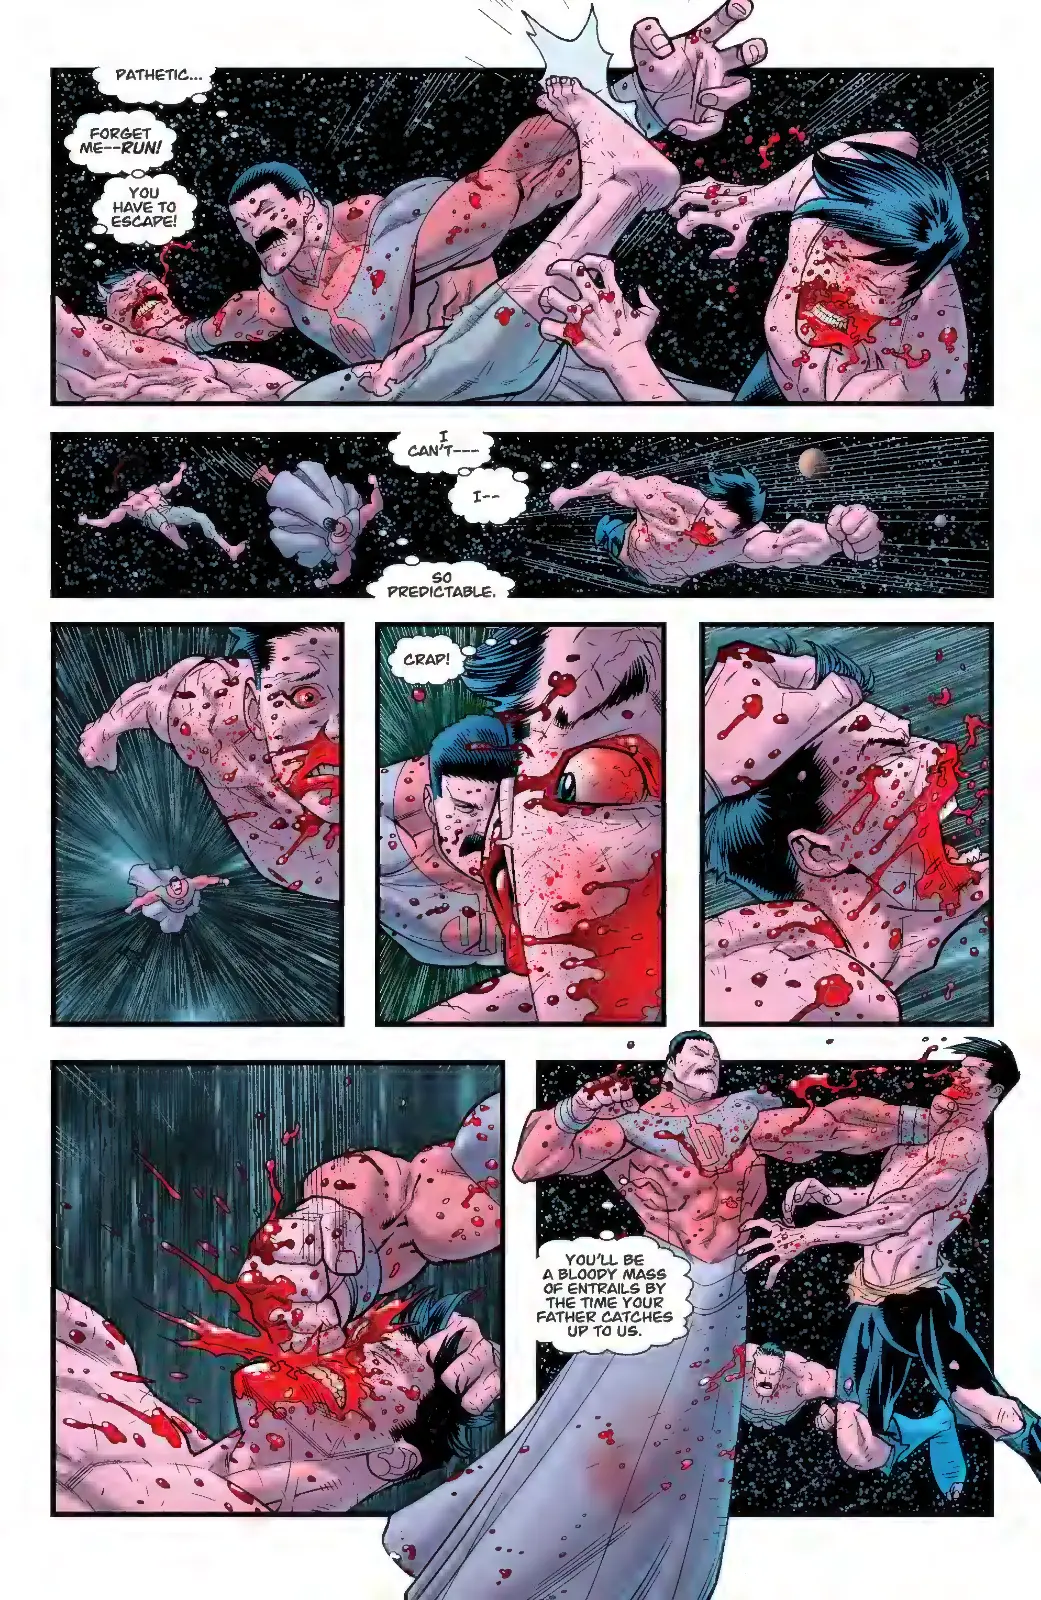 PATHETIC...
FORGET
ME--RUN!
YOU
HAVE TO
ESCAPE!
I
CAN'T---
I--
SO
PREDICTABLE.
CRAP!
YOU'LL BE
A BLOODY MASS
OF ENTRAILS BY
THE TIME YOUR
FATHER CATCHES
UP TO US.